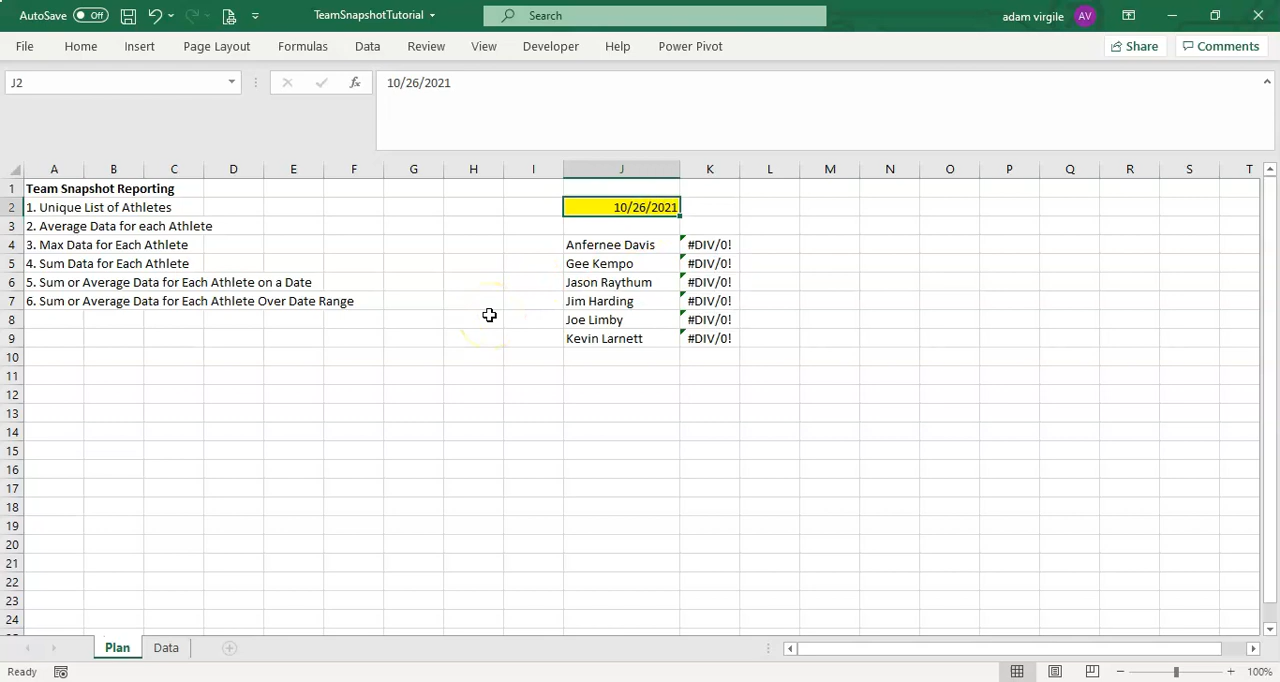 AutoSave Off TeamSnapshotTutorial Search adam virgile AV
File Home Insert Page Layout Formulas Data Review View Developer Help Power Pivot Share Comments
J2 fx 10/26/2021
A B C D E F G H I J K L M N O P Q R S T
1 Team Snapshot Reporting
2 1. Unique List of Athletes 10/26/2021
3 2. Average Data for each Athlete
4 3. Max Data for Each Athlete Anfernee Davis #DIV/0!
5 4. Sum Data for Each Athlete Gee Kempo #DIV/0!
6 5. Sum or Average Data for Each Athlete on a Date Jason Raythum #DIV/0!
7 6. Sum or Average Data for Each Athlete Over Date Range Jim Harding #DIV/0!
8 Joe Limby #DIV/0!
9 Kevin Larnett #DIV/0!
10
11
12
13
14
15
16
17
18
19
20
21
22
23
24
Plan Data
Ready 100%